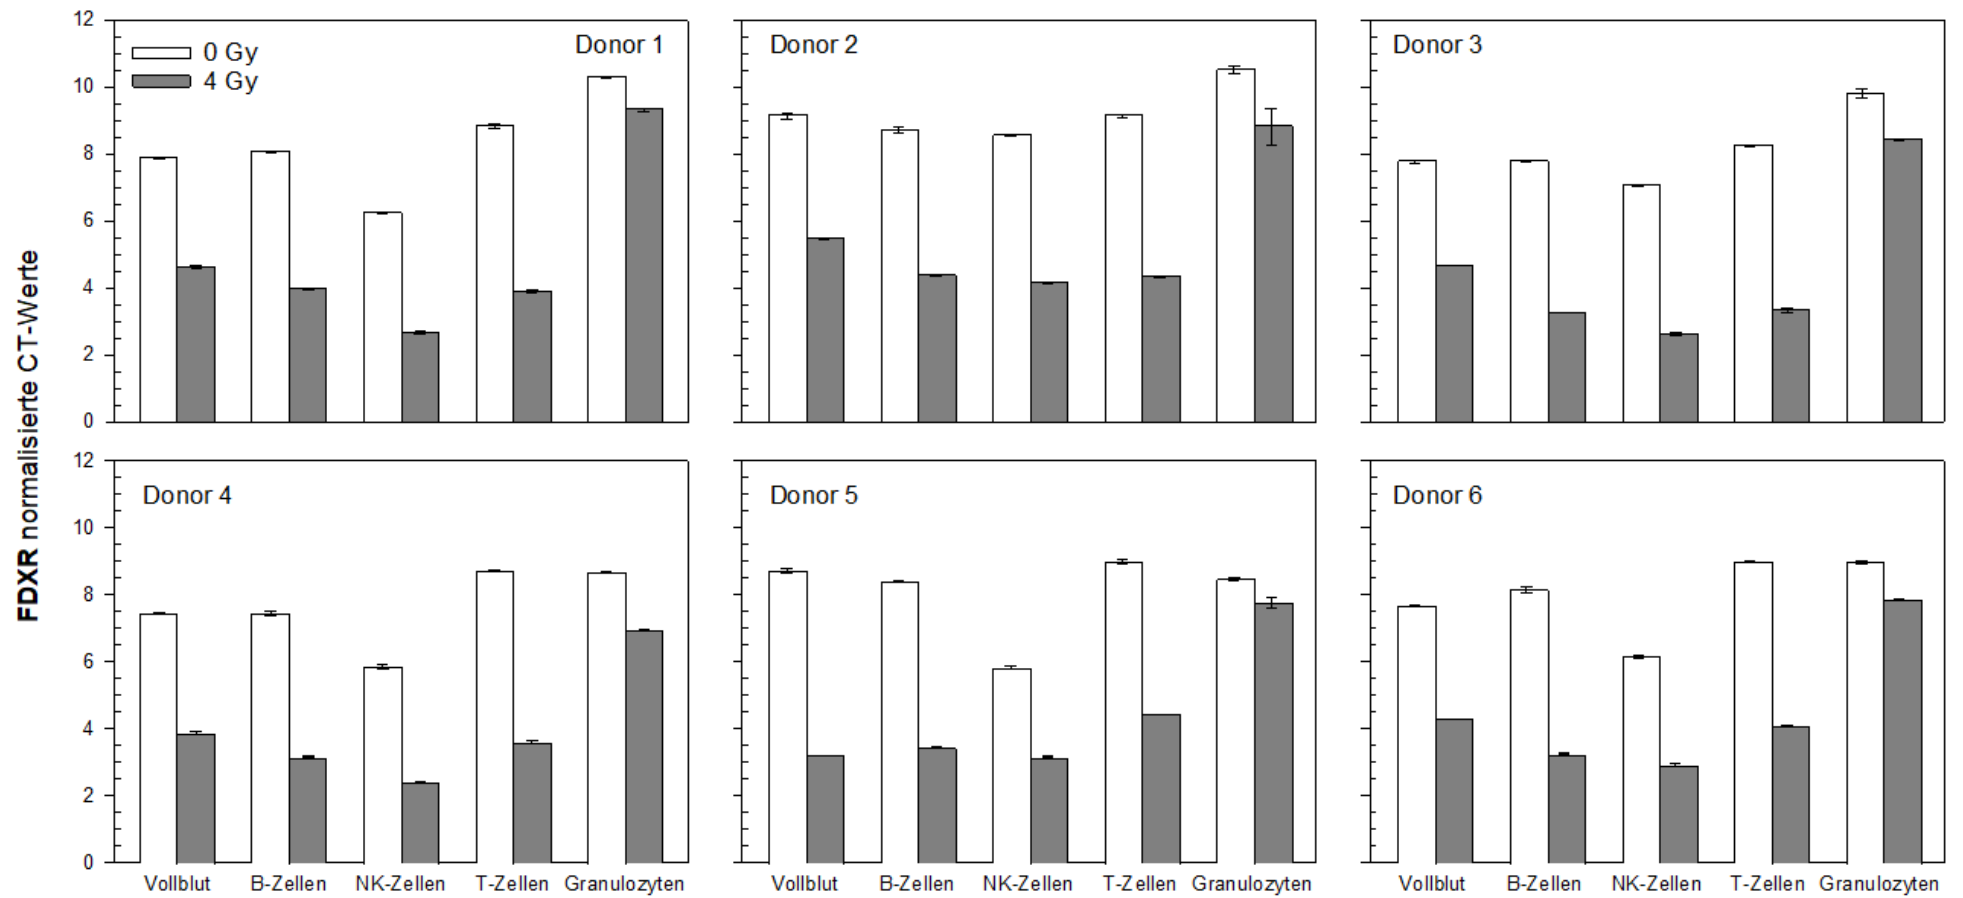 FDXR normalisierte CT-Werte
12
10
8
6
4
2
0
0 Gy
4 Gy
Donor 1
Donor 2
Donor 3
12
10
8
6
4
2
0
Donor 4
Donor 5
Donor 6
Vollblut B-Zellen NK-Zellen T-Zellen Granulozyten
Vollblut B-Zellen NK-Zellen T-Zellen Granulozyten
Vollblut B-Zellen NK-Zellen T-Zellen Granulozyten